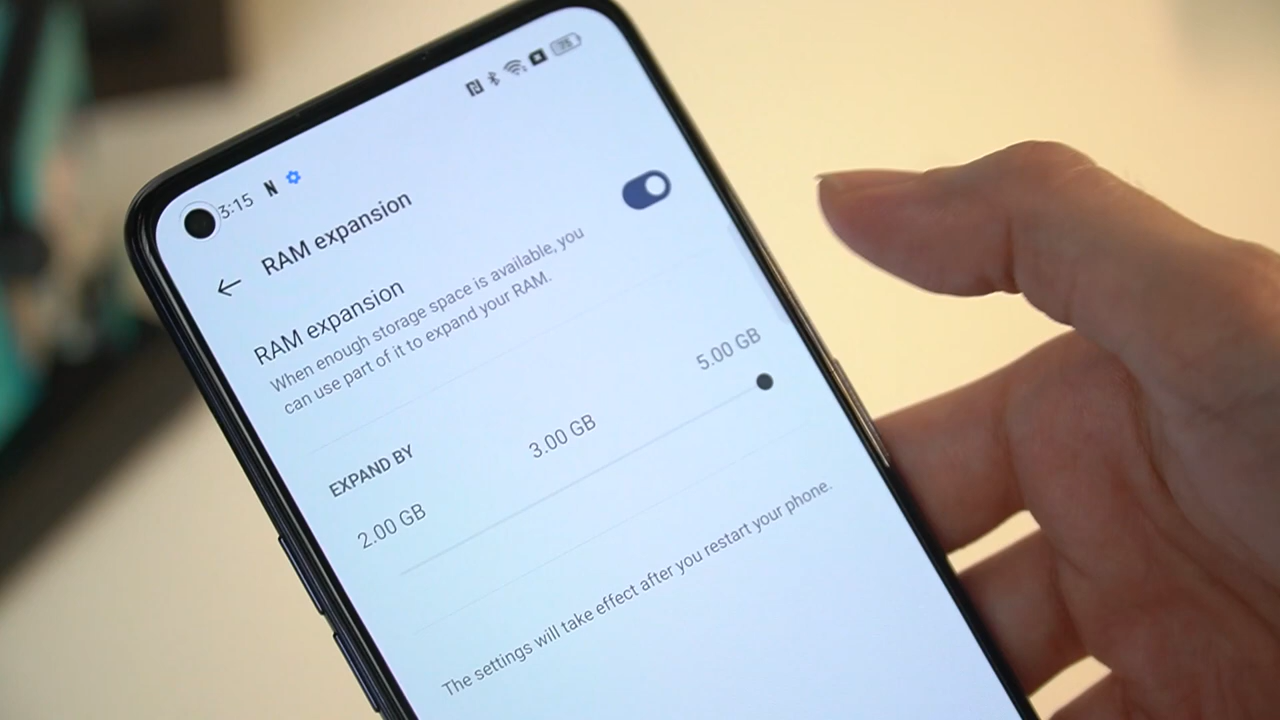 3:15 N
75
RAM expansion
RAM expansion
When enough storage space is available, you
can use part of it to expand your RAM.
EXPAND BY
2.00 GB 3.00 GB 5.00 GB
The settings will take effect after you restart your phone.